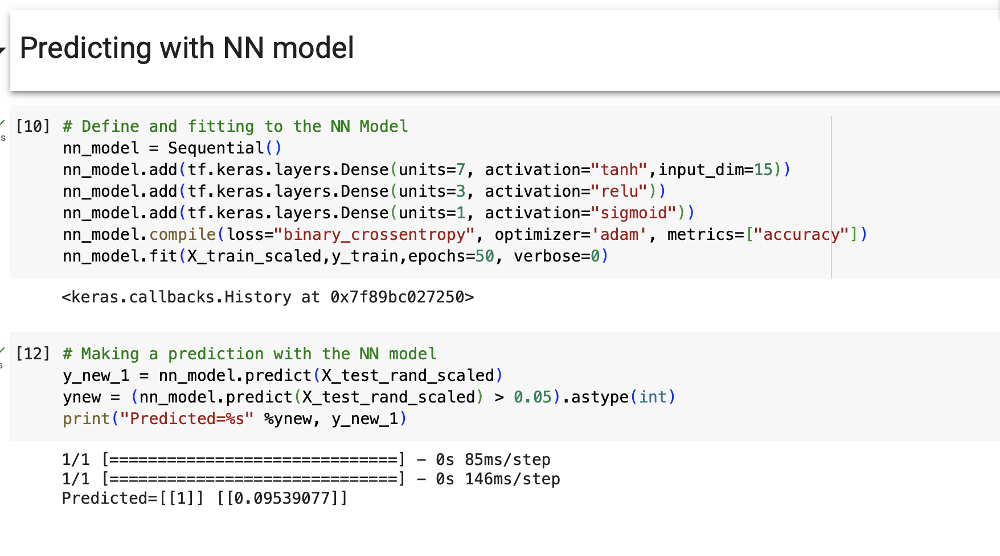 Predicting with NN model
[10] # Define and fitting to the NN Model
s
nn_model = Sequential()
nn_model.add(tf.keras.layers.Dense(units=7, activation="tanh",input_dim=15))
nn_model.add(tf.keras.layers.Dense(units=3, activation="relu"))
nn_model.add(tf.keras.layers.Dense(units=1, activation="sigmoid"))
nn_model.compile(loss="binary_crossentropy", optimizer='adam', metrics=["accuracy"])
nn_model.fit(X_train_scaled,y_train,epochs=50, verbose=0)
<keras.callbacks.History at 0x7f89bc027250>
[12] # Making a prediction with the NN model
s
y_new_1 = nn_model.predict(X_test_rand_scaled)
ynew = (nn_model.predict(X_test_rand_scaled) > 0.05).astype(int)
print("Predicted=%s" %ynew, y_new_1)
1/1 [==============================] - 0s 85ms/step
1/1 [==============================] - 0s 146ms/step
Predicted=[[1]] [[0.09539077]]